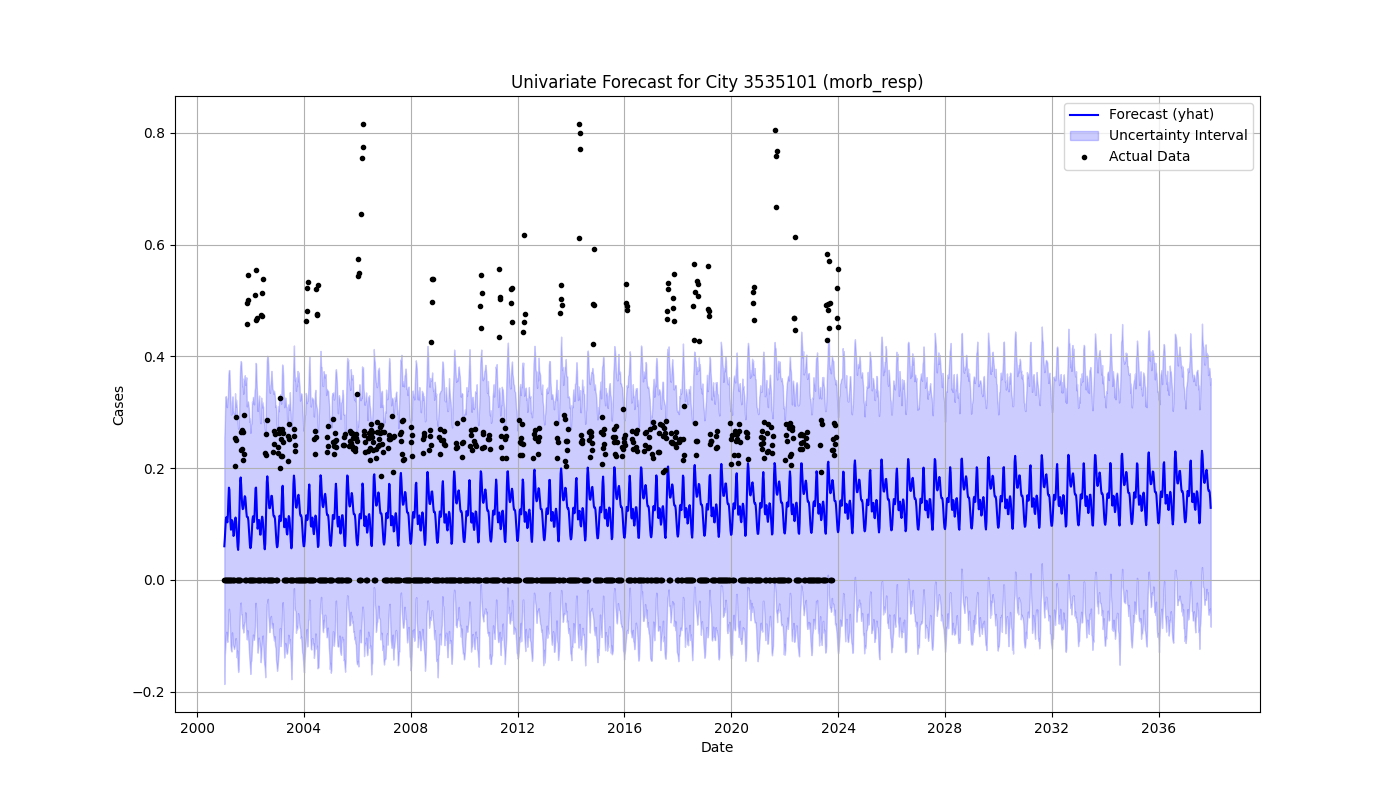 Univariate Forecast for City 3535101 (morb_resp)
Forecast (yhat)
Uncertainty Interval
Actual Data
Cases
0.8
0.6
0.4
0.2
0.0
−0.2
2000 2004 2008 2012 2016 2020 2024 2028 2032 2036
Date